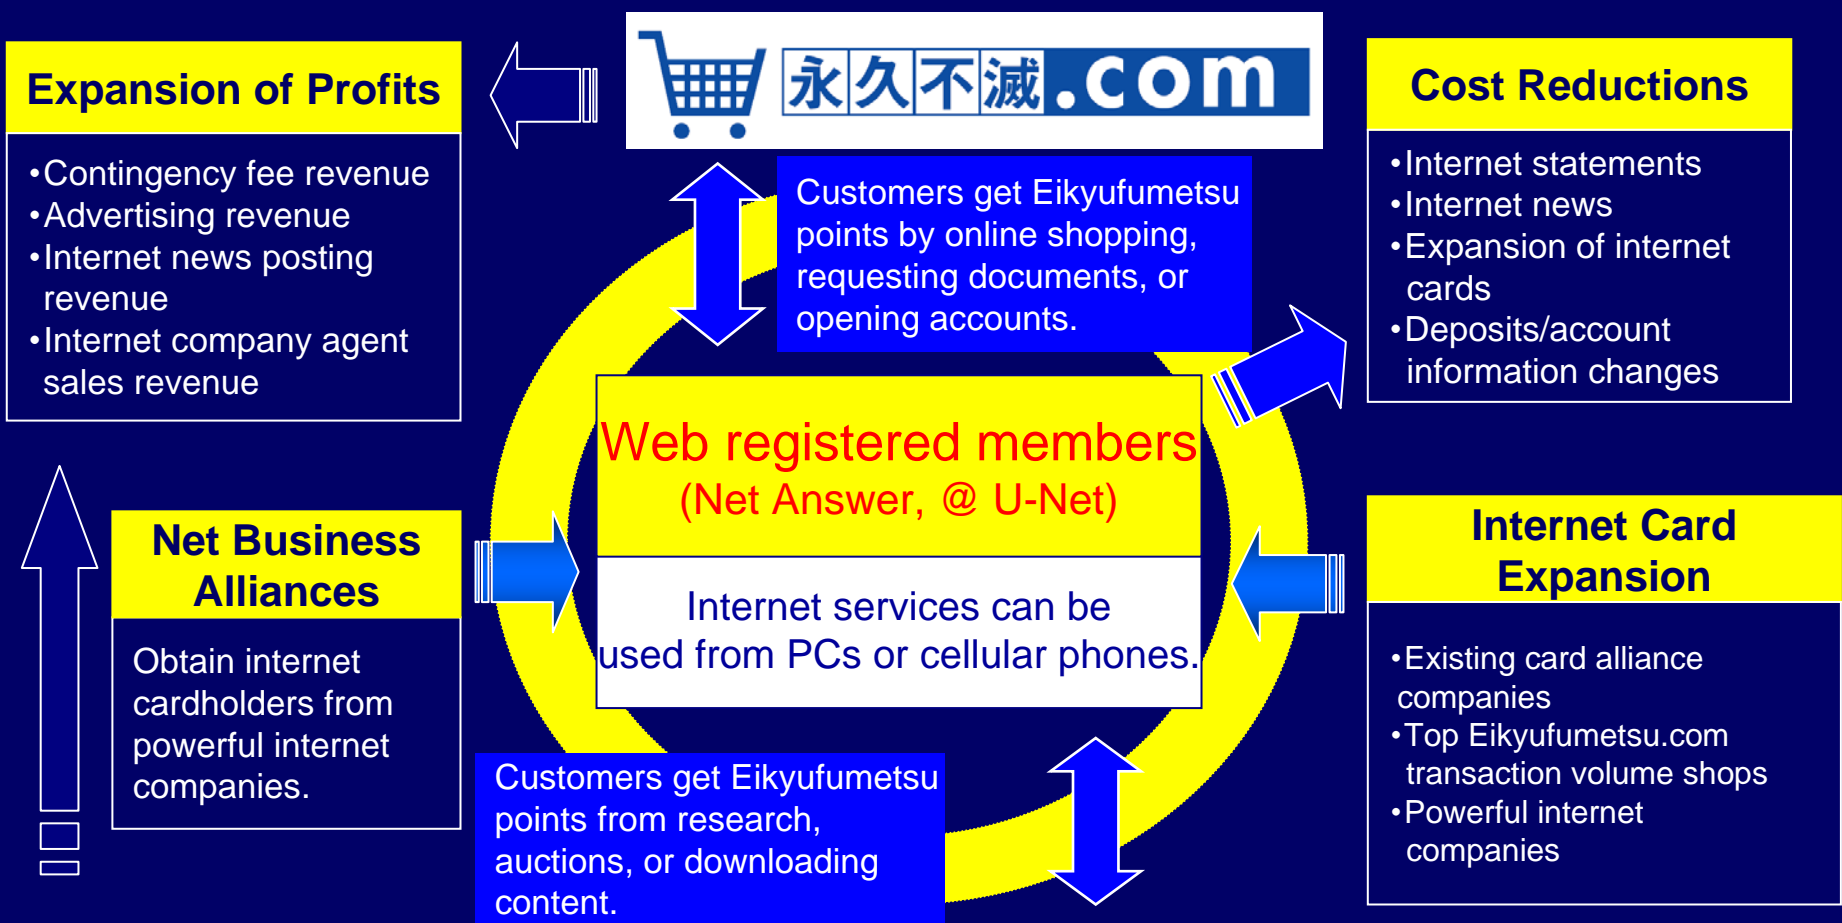 永久不滅.com
Expansion of Profits
•Contingency fee revenue
•Advertising revenue
•Internet news posting
revenue
•Internet company agent
sales revenue
Customers get Eikyufumetsu
points by online shopping,
requesting documents, or
opening accounts.
Cost Reductions
•Internet statements
•Internet news
•Expansion of internet
cards
•Deposits/account
information changes
Web registered members
(Net Answer, @ U-Net)
Internet services can be
used from PCs or cellular phones.
Net Business
Alliances
Obtain internet
cardholders from
powerful internet
companies.
Internet Card
Expansion
•Existing card alliance
companies
•Top Eikyufumetsu.com
transaction volume shops
•Powerful internet
companies
Customers get Eikyufumetsu
points from research,
auctions, or downloading
content.